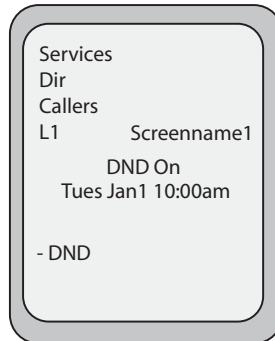 Services
Dir
Callers
L1 Screenname1
DND On
Tues Jan1 10:00am
- DND